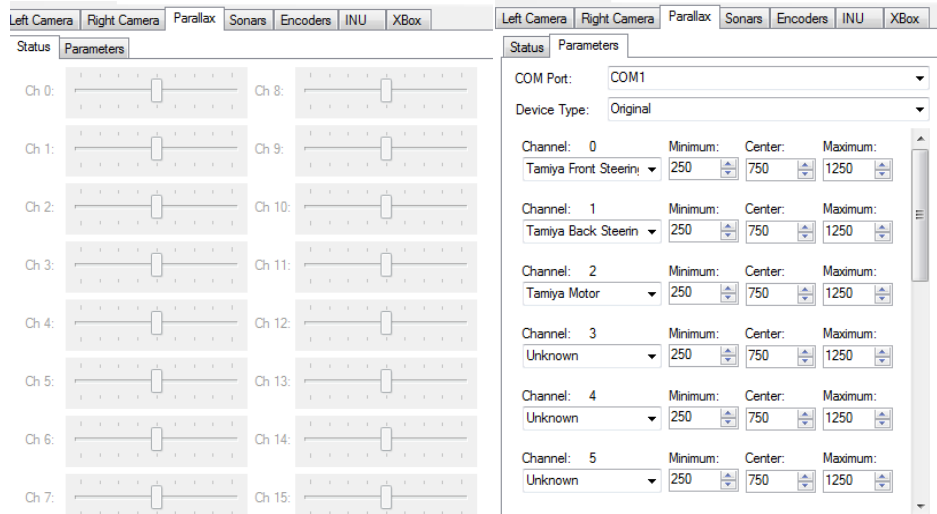 Left Camera Right Camera Parallax Sonars Encoders INU XBox
Status Parameters
Ch 0: Ch 8:
Ch 1: Ch 9:
Ch 2: Ch 10:
Ch 3: Ch 11:
Ch 4: Ch 12:
Ch 5: Ch 13:
Ch 6: Ch 14:
Ch 7: Ch 15:
Left Camera Right Camera Parallax Sonars Encoders INU XBox
Status Parameters
COM Port: COM1
Device Type: Original
Channel: 0 Minimum: Center: Maximum:
Tamiya Front Steering 250 750 1250
Channel: 1 Minimum: Center: Maximum:
Tamiya Back Steerin 250 750 1250
Channel: 2 Minimum: Center: Maximum:
Tamiya Motor 250 750 1250
Channel: 3 Minimum: Center: Maximum:
Unknown 250 750 1250
Channel: 4 Minimum: Center: Maximum:
Unknown 250 750 1250
Channel: 5 Minimum: Center: Maximum:
Unknown 250 750 1250